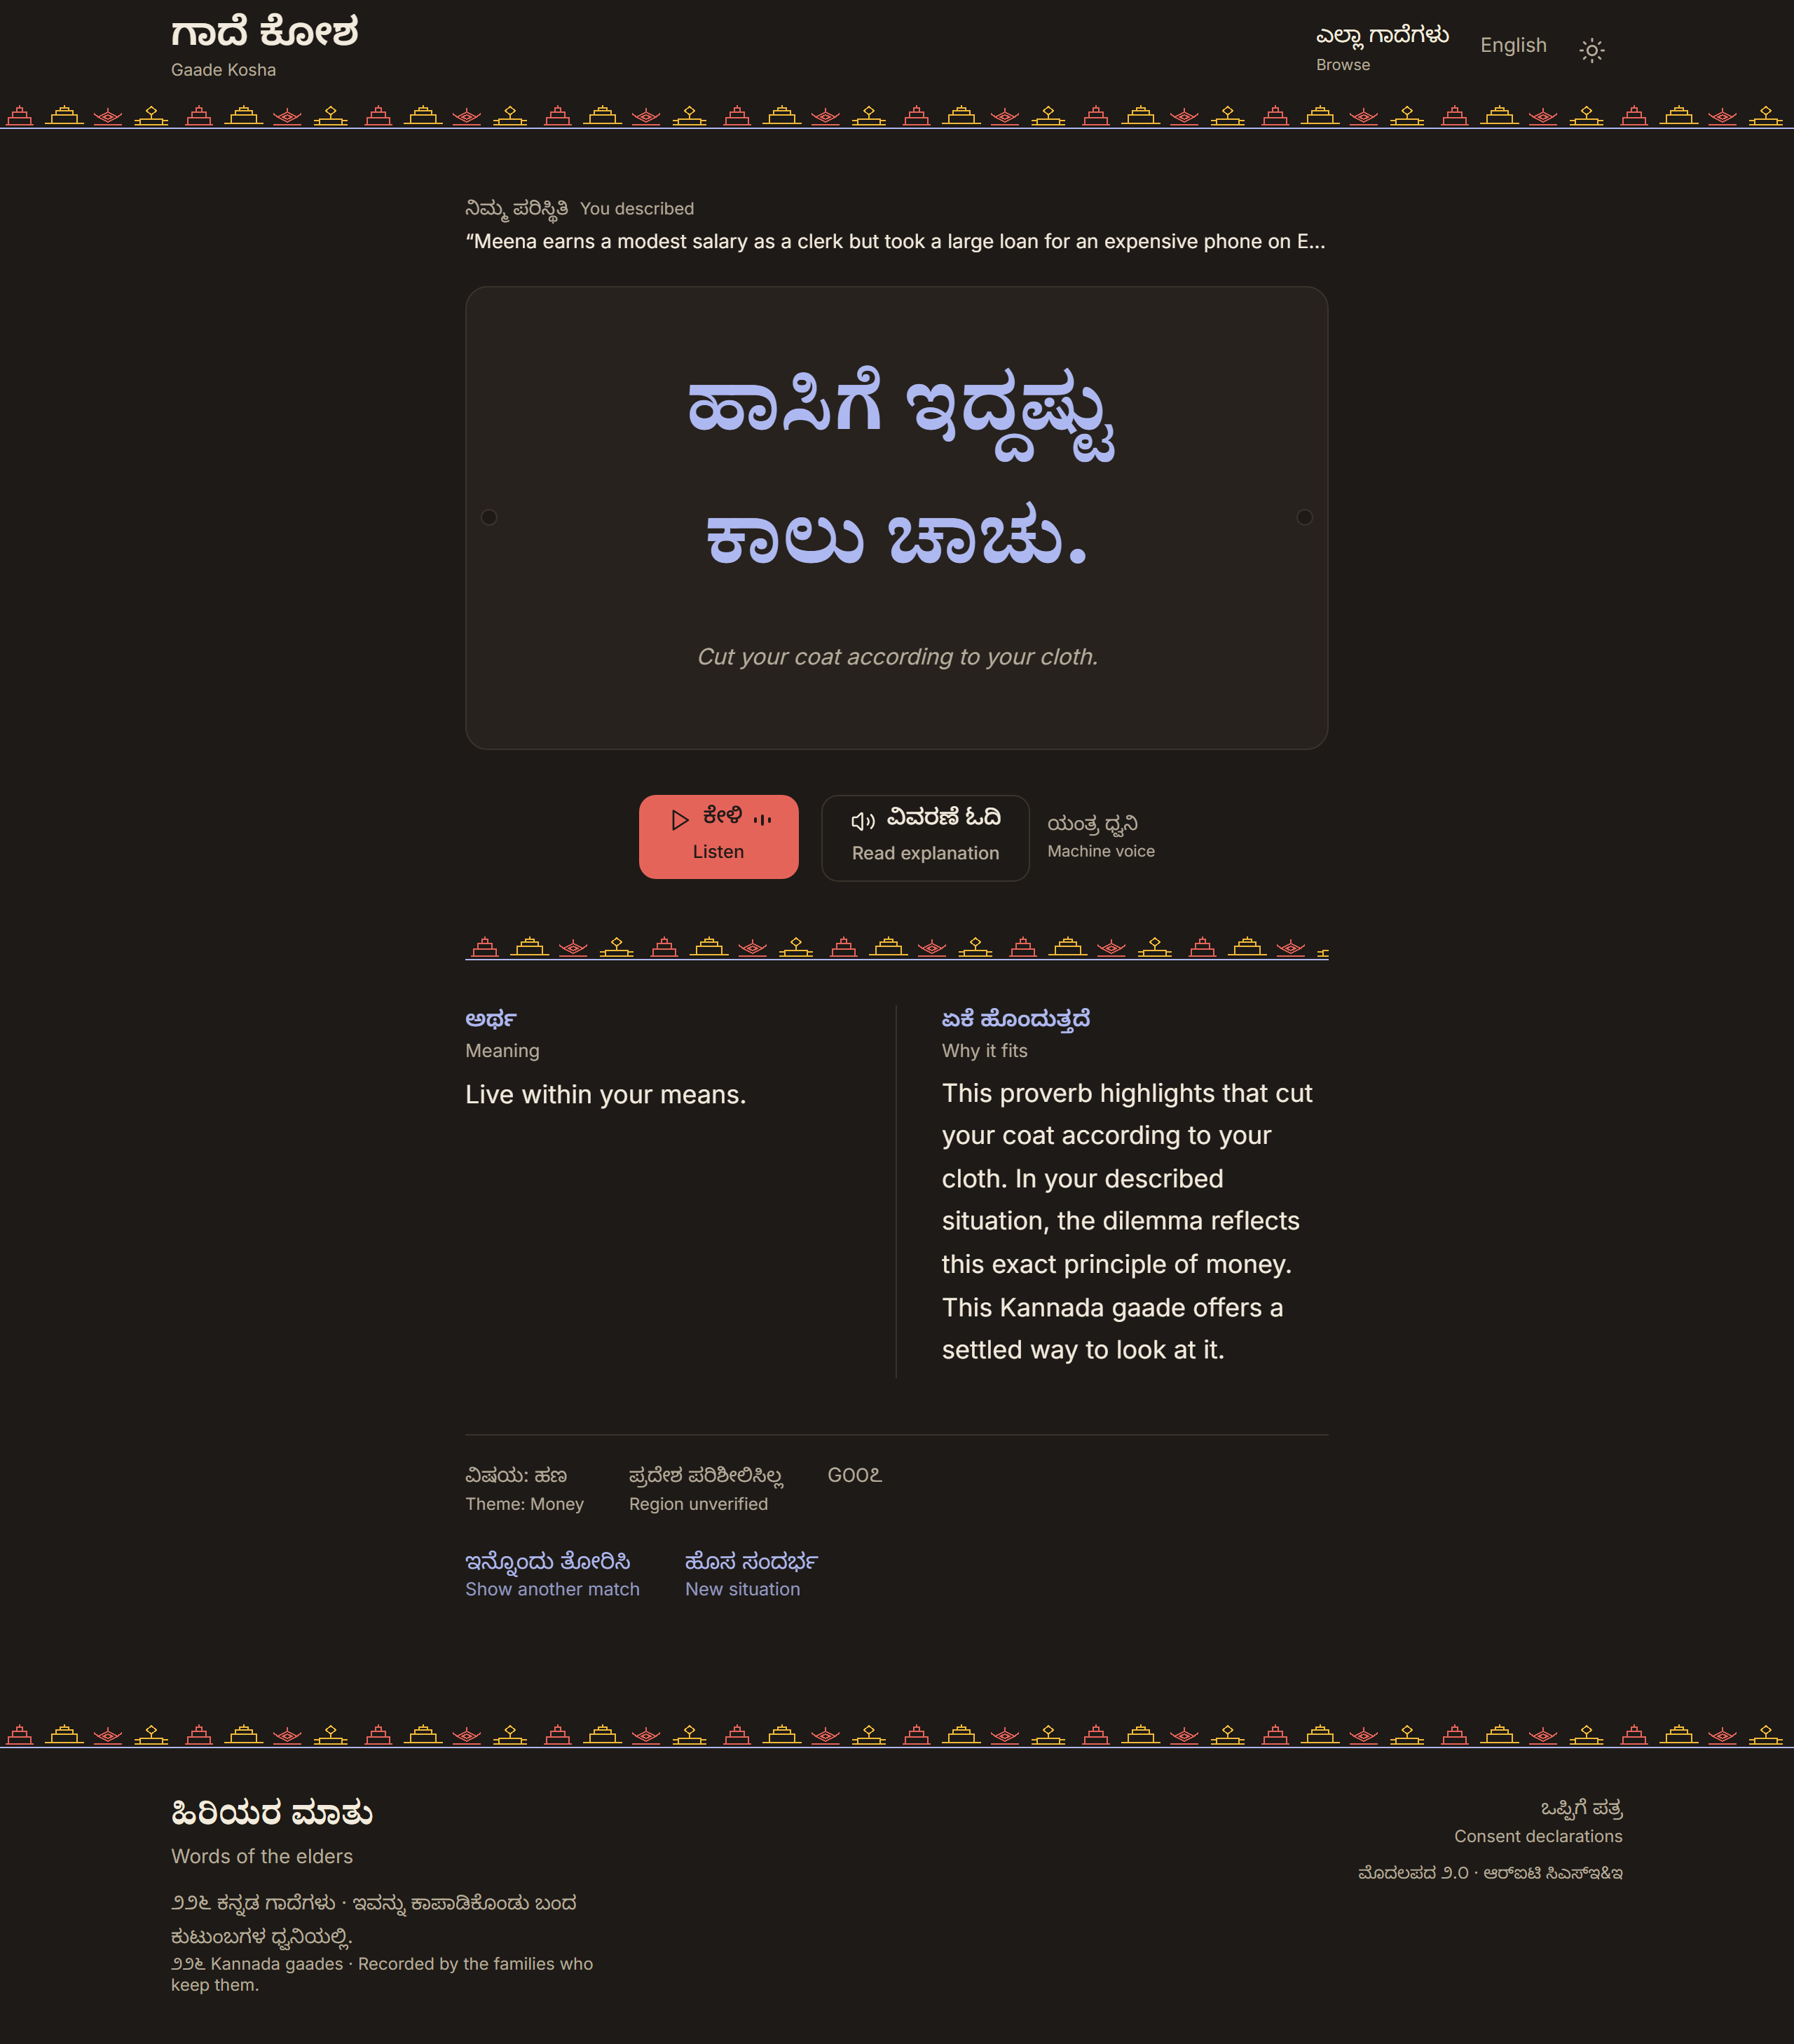 ಗಾದೆ ಕೋಶ
Gaade Kosha
ಎಲ್ಲಾ ಗಾದೆಗಳು
Browse
English
ನಿಮ್ಮ ಪರಿಸ್ಥಿತಿ You described
“Meena earns a modest salary as a clerk but took a large loan for an expensive phone on E...
ಹಾಸಿಗೆ ಇದ್ದಷ್ಟು
ಕಾಲು ಚಾಚು.
Cut your coat according to your cloth.
ಕೇಳಿ
Listen
ವಿವರಣೆ ಓದಿ
Read explanation
ಯಂತ್ರ ಧ್ವನಿ
Machine voice
ಅರ್ಥ
Meaning
Live within your means.
ಏಕೆ ಹೊಂದುತ್ತದೆ
Why it fits
This proverb highlights that cut
your coat according to your
cloth. In your described
situation, the dilemma reflects
this exact principle of money.
This Kannada gaade offers a
settled way to look at it.
ವಿಷಯ: ಹಣ
Theme: Money
ಪ್ರದೇಶ ಪರಿಶೀಲಿಸಿಲ್ಲ
Region unverified
G೦೦೭
ಇನ್ನೊಂದು ತೋರಿಸಿ
Show another match
ಹೊಸ ಸಂದರ್ಭ
New situation
ಹಿರಿಯರ ಮಾತು
Words of the elders
೨೨೬ ಕನ್ನಡ ಗಾದೆಗಳು · ಇವನ್ನು ಕಾಪಾಡಿಕೊಂಡು ಬಂದ
ಕುಟುಂಬಗಳ ಧ್ವನಿಯಲ್ಲಿ.
೨೨೬ Kannada gaades · Recorded by the families who
keep them.
ಒಪ್ಪಿಗೆ ಪತ್ರ
Consent declarations
ಮೊದಲಪದ ೨.೦ · ಆರ್‌ಐಟಿ ಸಿಎಸ್‌ಇ&ಇ